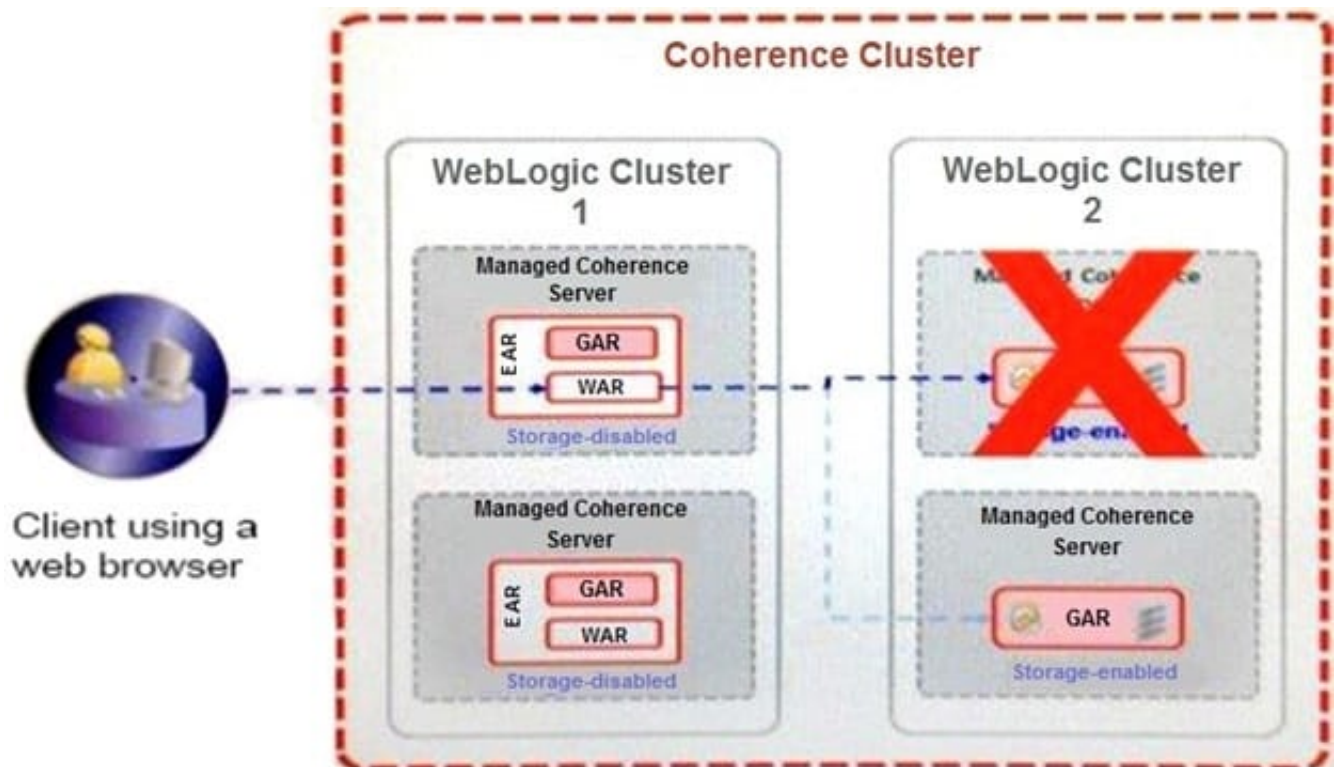 Coherence Cluster
WebLogic Cluster
1
Managed Coherence
Server
EAR
GAR
WAR
Storage-disabled
Managed Coherence
Server
EAR
GAR
WAR
Storage-disabled
WebLogic Cluster
2
Managed Coherence
Server
GAR
Storage-enabled
Client using a
web browser